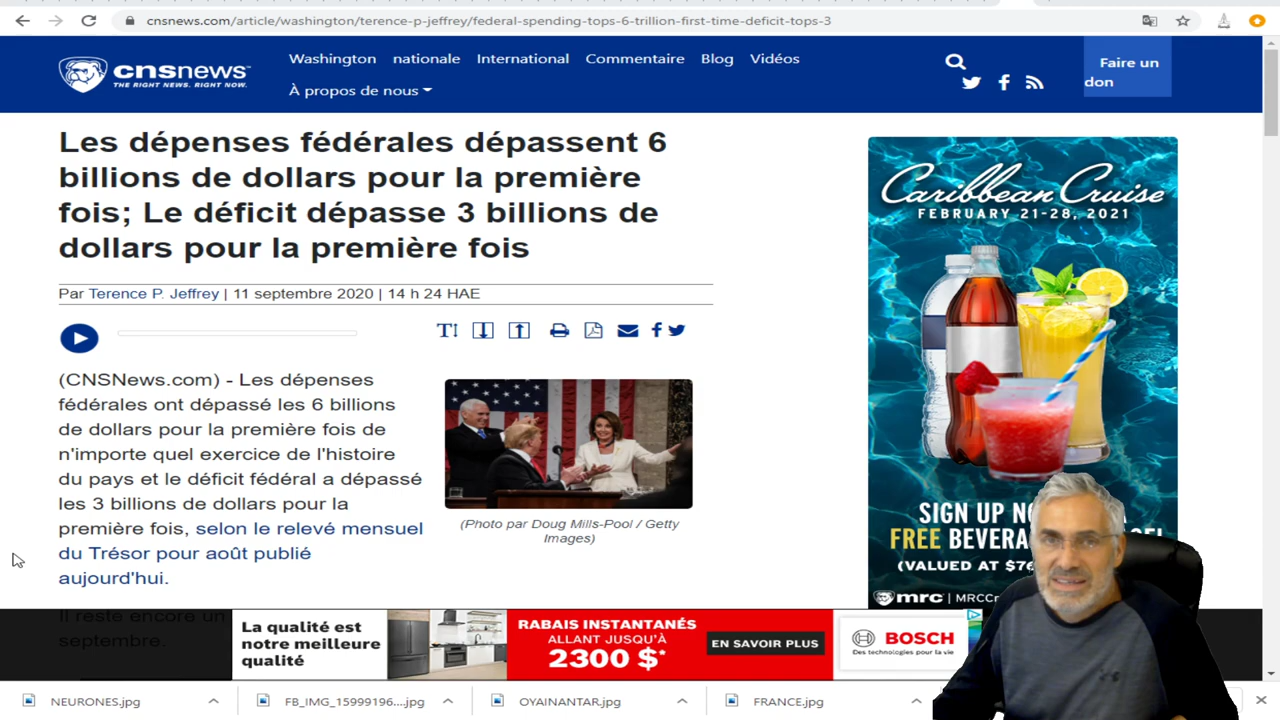 cnsnews.com/article/washington/terence-p-jeffrey/federal-spending-tops-6-trillion-first-time-deficit-tops-3
cnsnews
THE RIGHT NEWS. RIGHT NOW.
Washington nationale International Commentaire Blog Vidéos
À propos de nous
Faire un
don
Les dépenses fédérales dépassent 6
billions de dollars pour la première
fois; Le déficit dépasse 3 billions de
dollars pour la première fois
Par Terence P. Jeffrey | 11 septembre 2020 | 14 h 24 HAE
(CNSNews.com) - Les dépenses
fédérales ont dépassé les 6 billions
de dollars pour la première fois de
n'importe quel exercice de l'histoire
du pays et le déficit fédéral a dépassé
les 3 billions de dollars pour la
première fois, selon le relevé mensuel
du Trésor pour août publié
aujourd'hui.
Il reste encore un
septembre.
(Photo par Doug Mills-Pool / Getty
Images)
Caribbean Cruise
FEBRUARY 21-28, 2021
SIGN UP
FREE
(VALUED AT
mrc
La qualité est
notre meilleure
qualité
RABAIS INSTANTANÉS
ALLANT JUSQU'À
2300 $*
EN SAVOIR PLUS
BOSCH
Des technologies pour la vie
NEURONES.jpg
FB_IMG_15999196....jpg
OYAINANTAR.jpg
FRANCE.jpg